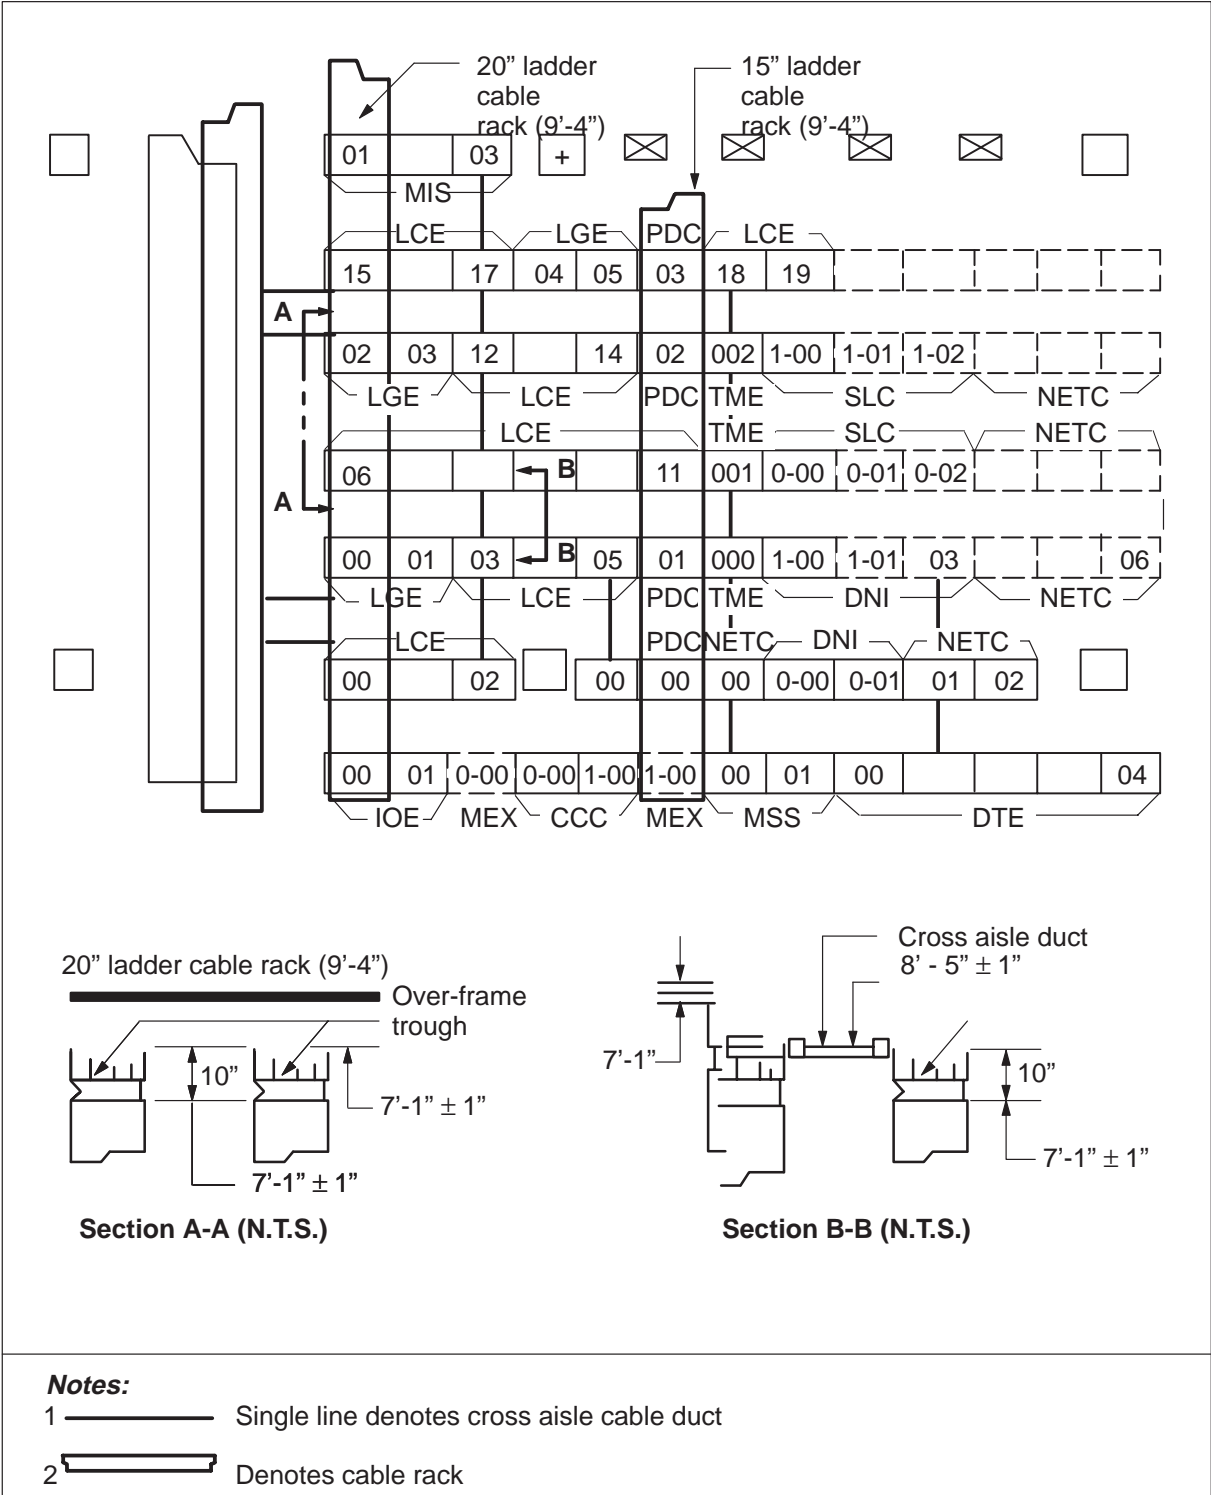 20” ladder
cable
rack (9’-4”)
15” ladder
cable
rack (9’-4”)
01 03 +
MIS
LCE LGE PDC LCE
15 17 04 05 03 18 19
A
02 03 12 14 02 002 1-00 1-01 1-02
LGE LCE PDC TME SLC NETC
LCE TME SLC NETC
06 B 11 001 0-00 0-01 0-02
A
00 01 03 B 05 01 000 1-00 1-01 03 06
LGE LCE PDC TME DNI NETC
LCE PDC NETC DNI NETC
00 02 00 00 00 0-00 0-01 01 02
00 01 0-00 0-00 1-00 1-00 00 01 00 04
IOE MEX CCC MEX MSS DTE
20” ladder cable rack (9’-4”)
Over-frame
trough
10”
7’-1” ± 1”
7’-1” ± 1”
Section A-A (N.T.S.)
Cross aisle duct
8’ - 5” ± 1”
7’-1”
10”
7’-1” ± 1”
Section B-B (N.T.S.)
Notes:
1 Single line denotes cross aisle cable duct
2 Denotes cable rack